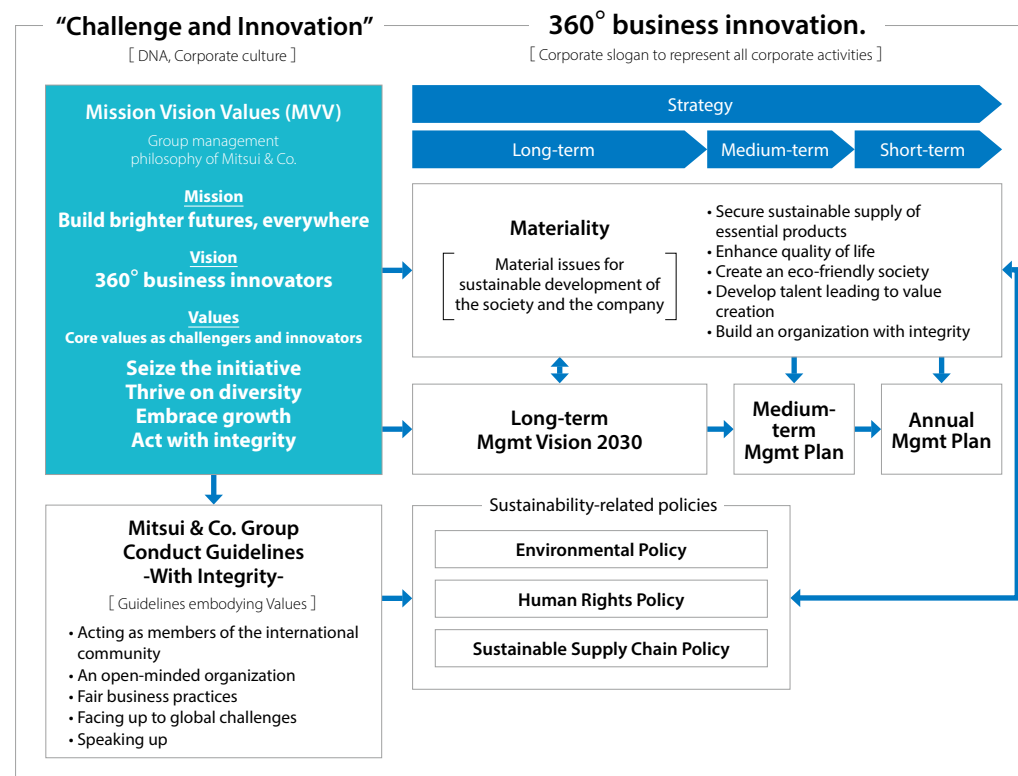 “Challenge and Innovation”
[ DNA, Corporate culture ]
360° business innovation.
[ Corporate slogan to represent all corporate activities ]
Mission Vision Values (MVV)
Group management
philosophy of Mitsui & Co.
Mission
Build brighter futures, everywhere
Vision
360° business innovators
Values
Core values as challengers and innovators
Seize the initiative
Thrive on diversity
Embrace growth
Act with integrity
Strategy
Long-term
Medium-term
Short-term
Materiality
Material issues for
sustainable development of
the society and the company
• Secure sustainable supply of
essential products
• Enhance quality of life
• Create an eco-friendly society
• Develop talent leading to value
creation
• Build an organization with integrity
Long-term
Mgmt Vision 2030
Medium-
term
Mgmt Plan
Annual
Mgmt Plan
Mitsui & Co. Group
Conduct Guidelines
-With Integrity-
[ Guidelines embodying Values ]
• Acting as members of the international
community
• An open-minded organization
• Fair business practices
• Facing up to global challenges
• Speaking up
Sustainability-related policies
Environmental Policy
Human Rights Policy
Sustainable Supply Chain Policy